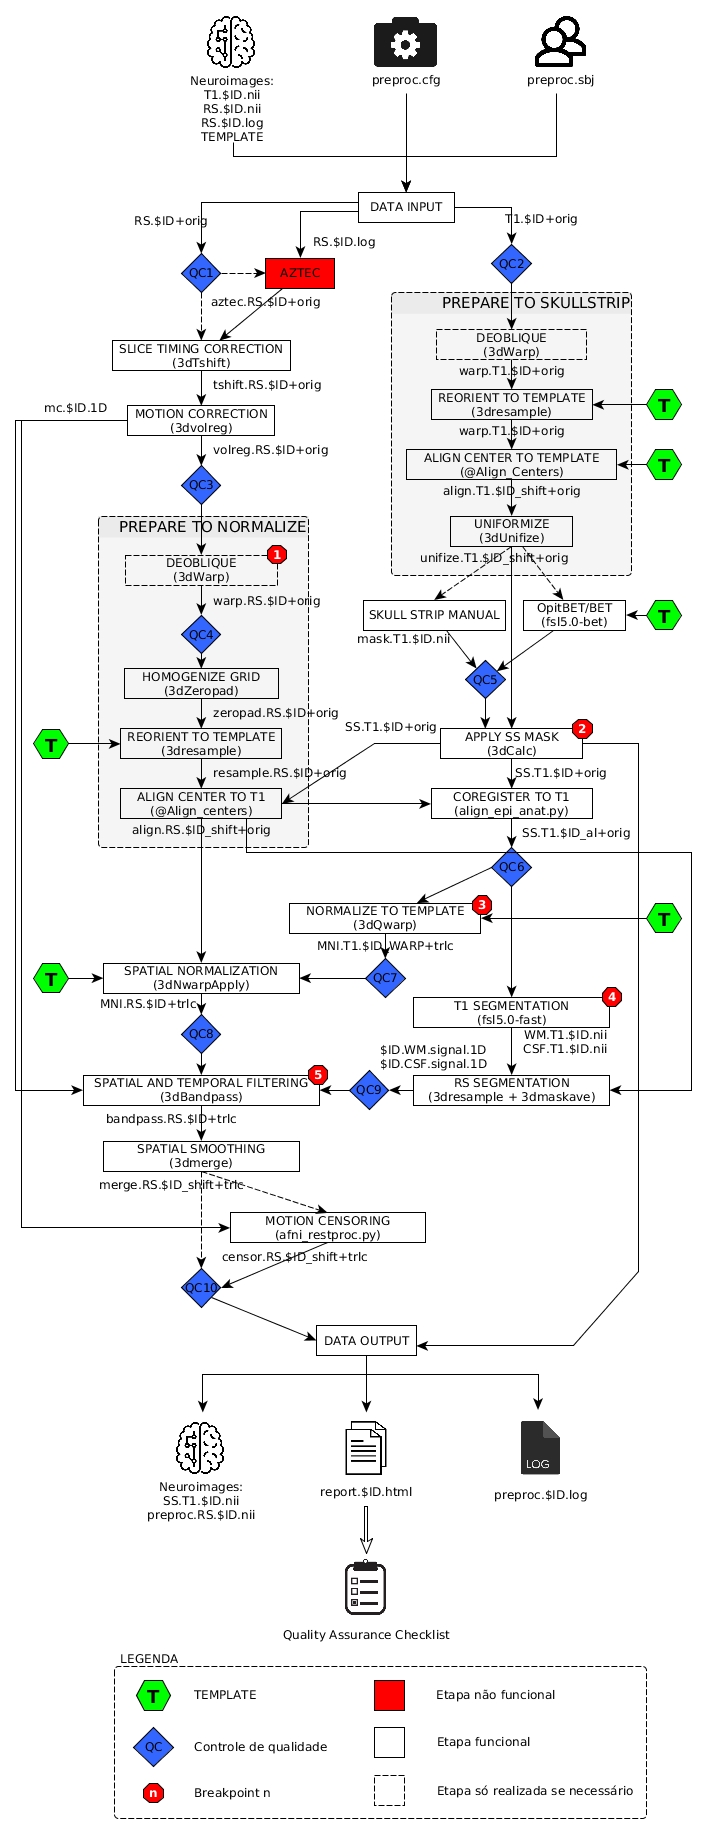 Neuroimages:
T1.$ID.nii
RS.$ID.nii
RS.$ID.log
TEMPLATE
preproc.cfg
preproc.sbj
DATA INPUT
RS.$ID+orig
RS.$ID.log
T1.$ID+orig
QC1
AZTEC
QC2
aztec.RS.$ID+orig
PREPARE TO SKULLSTRIP
DEOBLIQUE
(3dWarp)
warp.T1.$ID+orig
SLICE TIMING CORRECTION
(3dTshift)
tshift.RS.$ID+orig
REORIENT TO TEMPLATE
(3dresample)
T
warp.T1.$ID+orig
mc.$ID.1D
MOTION CORRECTION
(3dvolreg)
volreg.RS.$ID+orig
ALIGN CENTER TO TEMPLATE
(@Align_Centers)
T
align.T1.$ID_shift+orig
QC3
UNIFORMIZE
(3dUnifize)
unifize.T1.$ID_shift+orig
PREPARE TO NORMALIZE
1
DEOBLIQUE
(3dWarp)
warp.RS.$ID+orig
SKULL STRIP MANUAL
mask.T1.$ID.nii
OpitBET/BET
(fsl5.0-bet)
T
QC4
QC5
HOMOGENIZE GRID
(3dZeropad)
zeropad.RS.$ID+orig
T
REORIENT TO TEMPLATE
(3dresample)
resample.RS.$ID+orig
SS.T1.$ID+orig
2
APPLY SS MASK
(3dCalc)
SS.T1.$ID+orig
ALIGN CENTER TO T1
(@Align_centers)
align.RS.$ID_shift+orig
COREGISTER TO T1
(align_epi_anat.py)
SS.T1.$ID_al+orig
QC6
3
NORMALIZE TO TEMPLATE
(3dQwarp)
T
MNI.T1.$ID_WARP+trlc
T
SPATIAL NORMALIZATION
(3dNwarpApply)
QC7
MNI.RS.$ID+trlc
4
T1 SEGMENTATION
(fsl5.0-fast)
WM.T1.$ID.nii
CSF.T1.$ID.nii
QC8
$ID.WM.signal.1D
$ID.CSF.signal.1D
5
SPATIAL AND TEMPORAL FILTERING
(3dBandpass)
QC9
RS SEGMENTATION
(3dresample + 3dmaskave)
bandpass.RS.$ID+trlc
SPATIAL SMOOTHING
(3dmerge)
merge.RS.$ID_shift+trlc
MOTION CENSORING
(afni_restproc.py)
censor.RS.$ID_shift+trlc
QC10
DATA OUTPUT
Neuroimages:
SS.T1.$ID.nii
preproc.RS.$ID.nii
report.$ID.html
LOG
preproc.$ID.log
Quality Assurance Checklist
LEGENDA
T
TEMPLATE
Etapa não funcional
QC
Controle de qualidade
Etapa funcional
n
Breakpoint n
Etapa só realizada se necessário